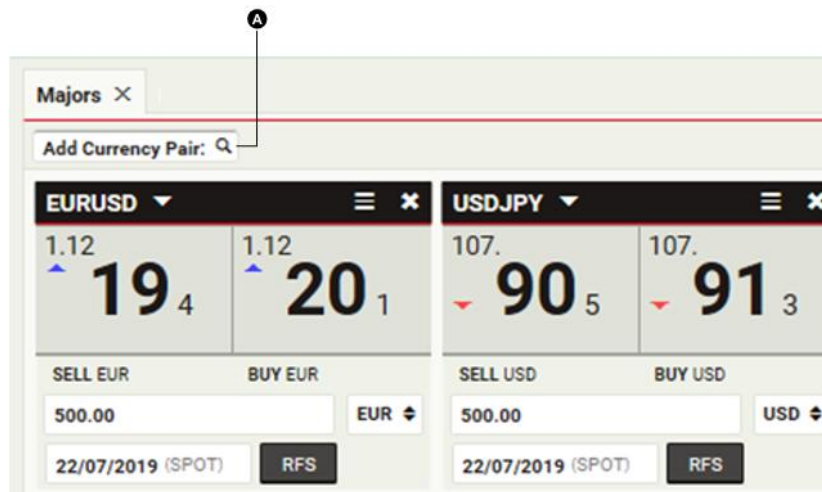 A
Majors
Add Currency Pair:
EURUSD USDJPY
1.12 1.12 107. 107.
19 4 20 1 90 5 91 3
SELL EUR BUY EUR SELL USD BUY USD
500.00 EUR 500.00 USD
22/07/2019 (SPOT) RFS 22/07/2019 (SPOT) RFS